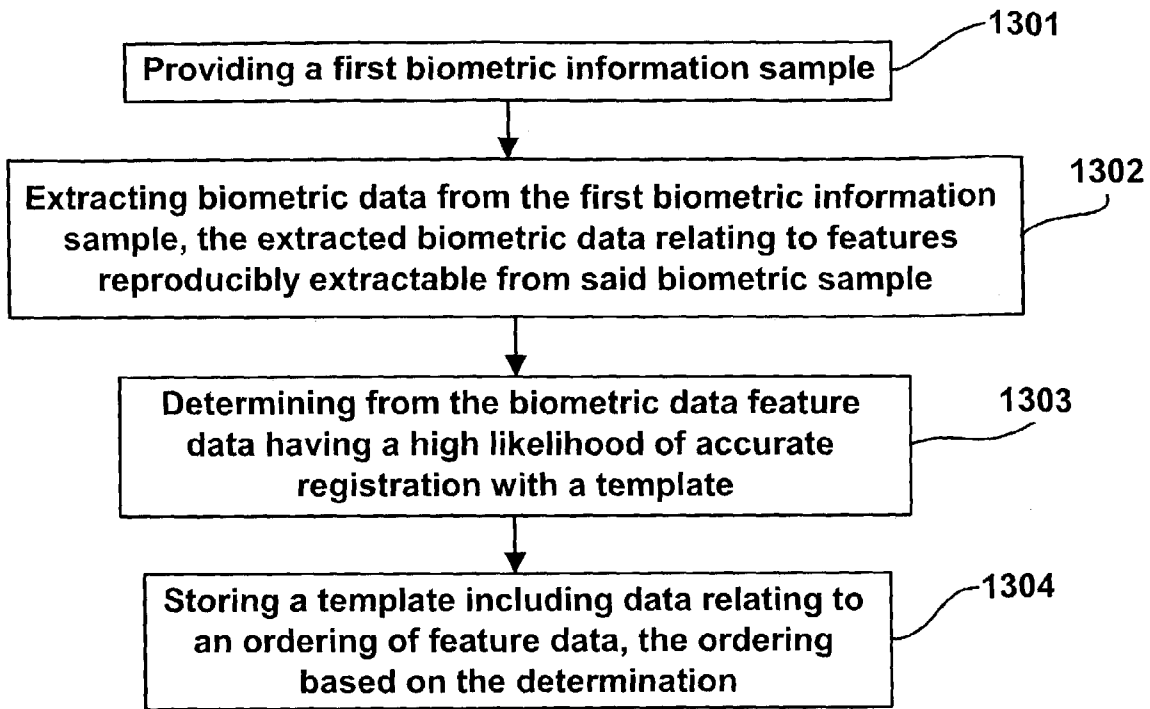 1301
Providing a first biometric information sample
1302
Extracting biometric data from the first biometric information
sample, the extracted biometric data relating to features
reproducibly extractable from said biometric sample
1303
Determining from the biometric data feature
data having a high likelihood of accurate
registration with a template
1304
Storing a template including data relating to
an ordering of feature data, the ordering
based on the determination